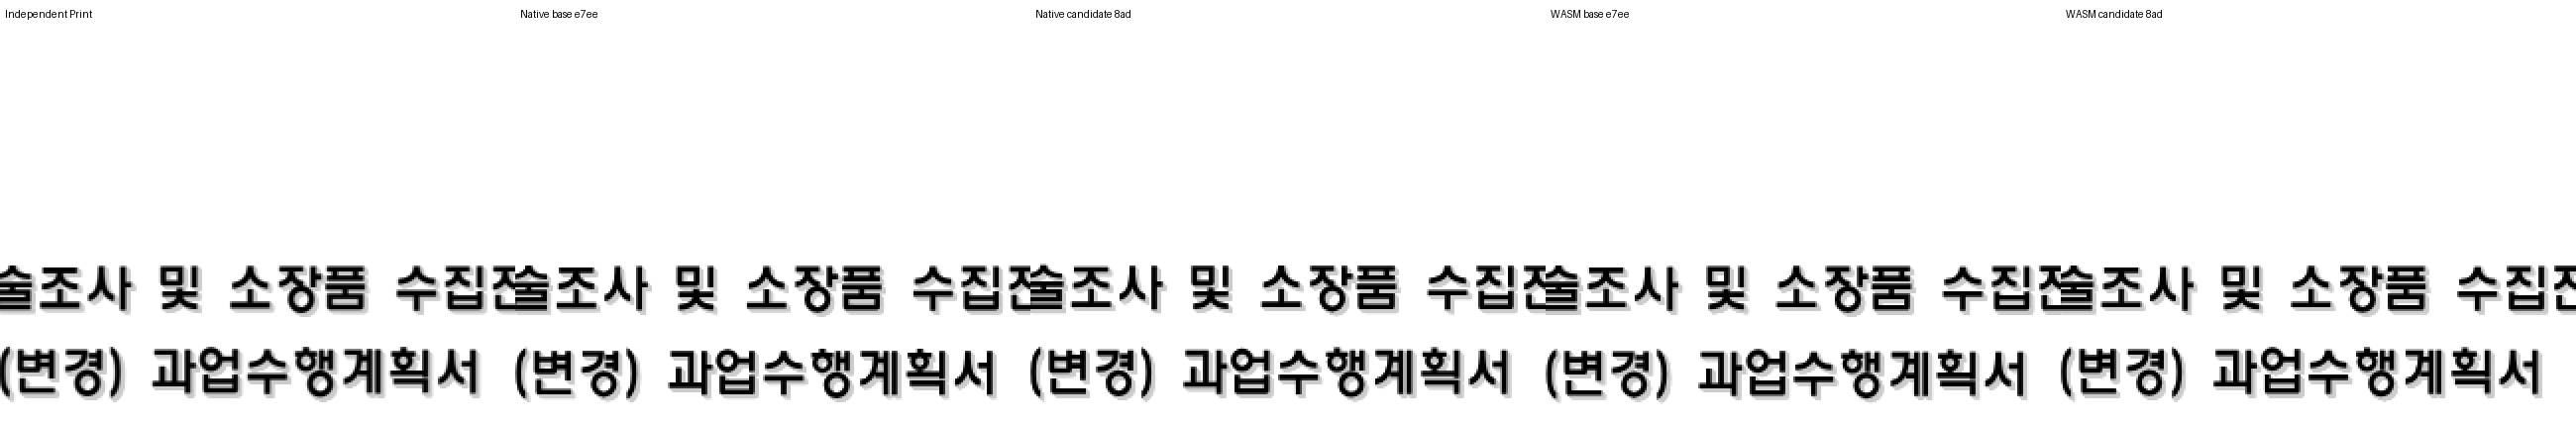 Independent Print Native base e7ee Native candidate 8ad WASM base e7ee WASM candidate 8ad
술조사 및 소장품 수집전술조사 및 소장품 수집전술조사 및 소장품 수집전술조사 및 소장품 수집전술조사 및 소장품 수집전
(변경) 과업수행계획서 (변경) 과업수행계획서 (변경) 과업수행계획서 (변경) 과업수행계획서 (변경) 과업수행계획서